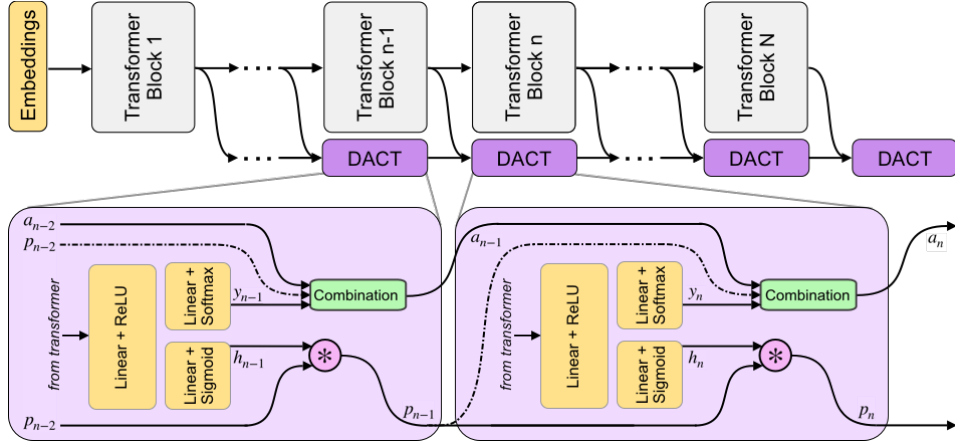 Embeddings
Transformer
Block 1
Transformer
Block n-1
Transformer
Block n
Transformer
Block N
DACT
DACT
DACT
DACT
a_{n-2}
p_{n-2}
from transformer
Linear + ReLU
Linear +
Softmax
y_{n-1}
Combination
Linear +
Sigmoid
h_{n-1}
*
p_{n-2}
p_{n-1}
a_{n-1}
from transformer
Linear + ReLU
Linear +
Softmax
y_n
Combination
Linear +
Sigmoid
h_n
*
p_n
a_n